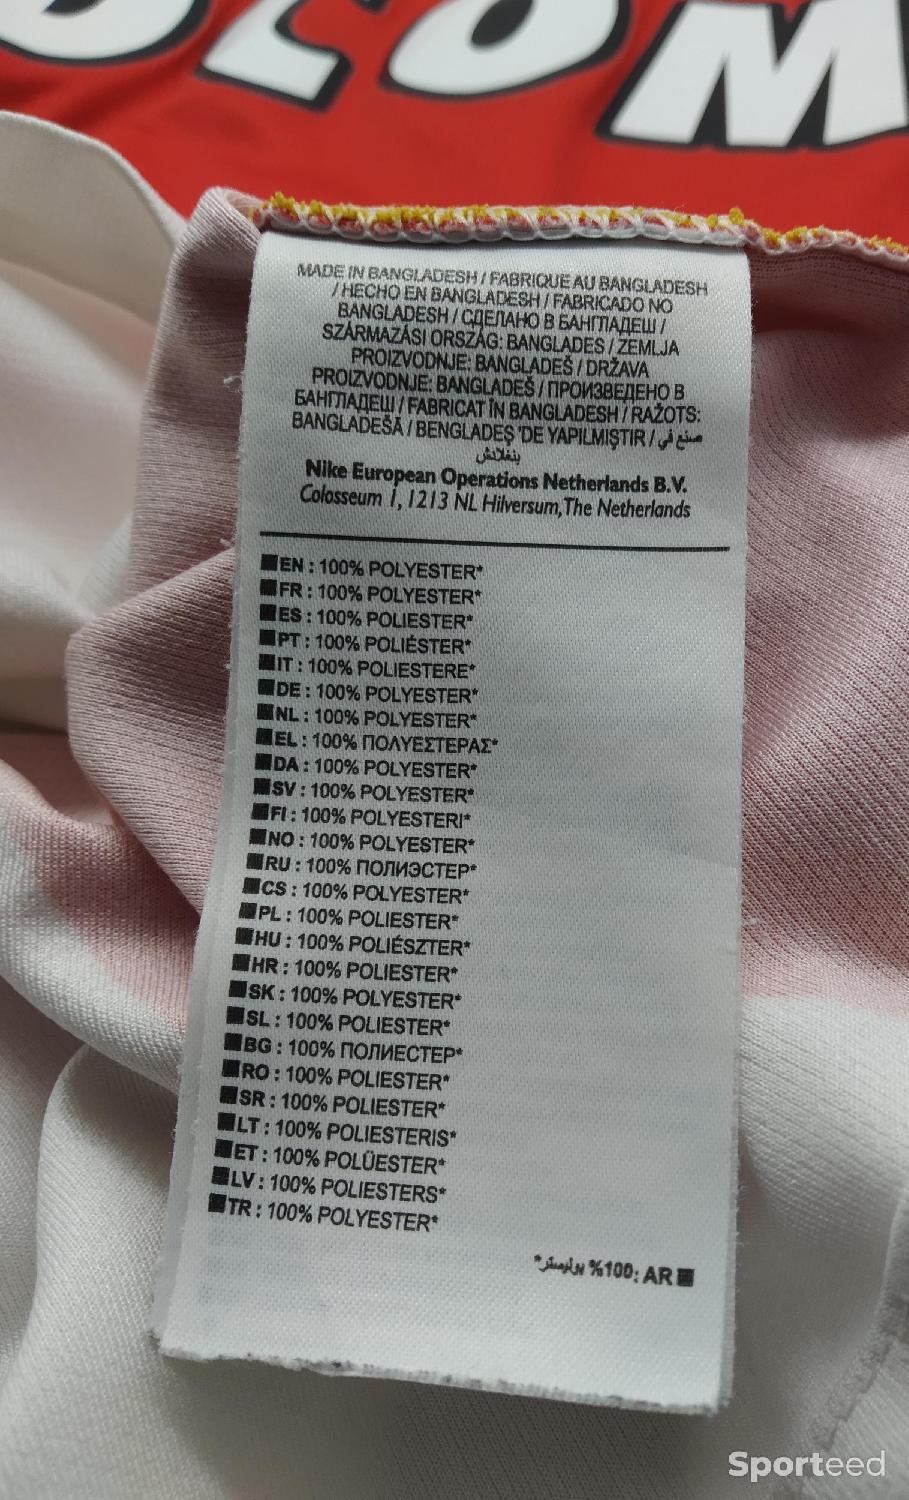 OLOM
MADE IN BANGLADESH / FABRIQUE AU BANGLADESH
/ HECHO EN BANGLADESH / FABRICADO NO
BANGLADESH / СДЕЛАНО В БАНГЛАДЕШ /
SZÁRMAZÁSI ORSZÁG: BANGLADES / ZEMLJA
PROIZVODNJE: BANGLADEŠ / DRŽAVA
PROIZVODNJE: BANGLADEŠ / ПРОИЗВЕДЕНО В
БАНГЛАДЕШ / FABRICAT ÎN BANGLADESH / RAŽOTS:
BANGLADEŠĀ / BENGLADEŞ 'DE YAPILMIŞTIR / صنع في
بنغلادش
Nike European Operations Netherlands B.V.
Colosseum 1, 1213 NL Hilversum, The Netherlands
EN : 100% POLYESTER*
FR : 100% POLYESTER*
ES : 100% POLIESTER*
PT : 100% POLIÉSTER*
IT : 100% POLIESTERE*
DE : 100% POLYESTER*
NL : 100% POLYESTER*
EL : 100% ΠΟΛΥΕΣΤΕΡΑΣ*
DA : 100% POLYESTER*
SV : 100% POLYESTER*
FI : 100% POLYESTERI*
NO : 100% POLYESTER*
RU : 100% ПОЛИЭСТЕР*
CS : 100% POLYESTER*
PL : 100% POLIESTER*
HU : 100% POLIÉSZTER*
HR : 100% POLIESTER*
SK : 100% POLYESTER*
SL : 100% POLIESTER*
BG : 100% ПОЛИЕСТЕР*
RO : 100% POLIESTER*
SR : 100% POLIESTER*
LT : 100% POLIESTERIS*
ET : 100% POLÜESTER*
LV : 100% POLIESTERS*
TR : 100% POLYESTER*
AR :100% بوليستر*
Sporteed